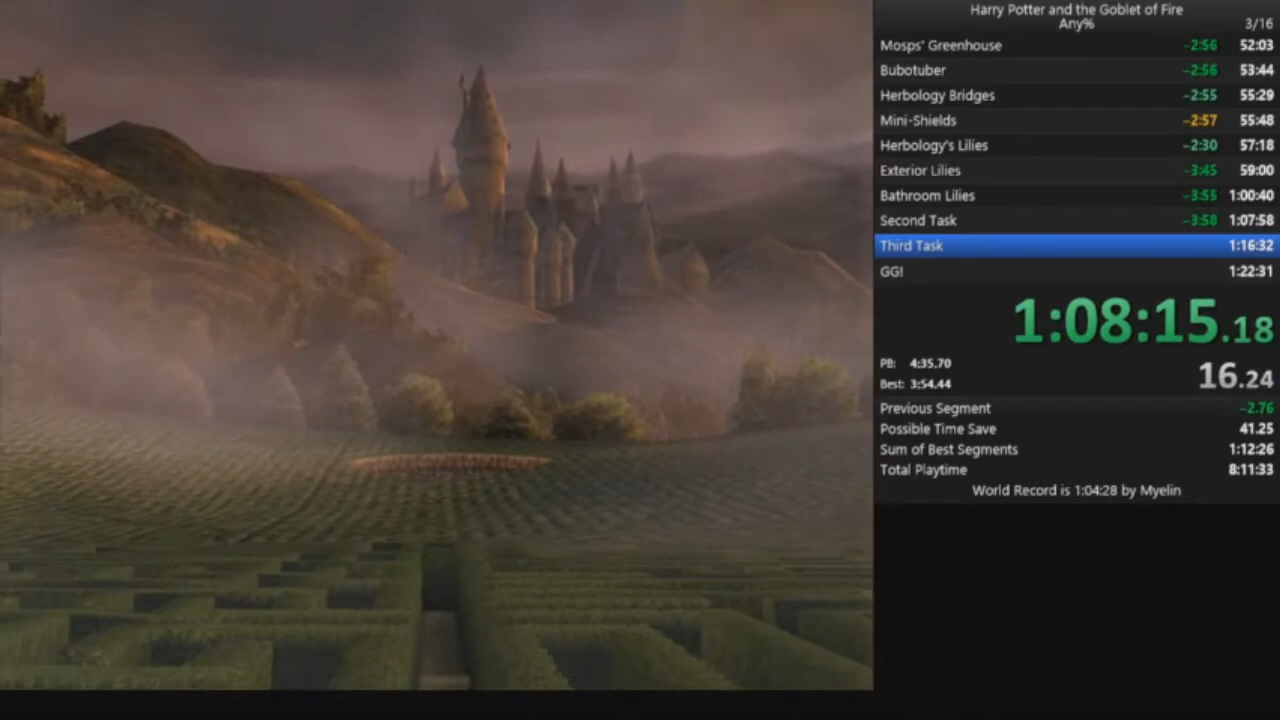 Harry Potter and the Goblet of Fire
Any% 3/16
Mosps' Greenhouse -2:56 52:03
Bubotuber -2:56 53:44
Herbology Bridges -2:55 55:29
Mini-Shields -2:57 55:48
Herbology's Lilies -2:30 57:18
Exterior Lilies -3:45 59:00
Bathroom Lilies -3:55 1:00:40
Second Task -3:58 1:07:58
Third Task 1:16:32
GG! 1:22:31
1:08:15.18
PB: 4:35.70
Best: 3:54.44
16.24
Previous Segment -2.76
Possible Time Save 41.25
Sum of Best Segments 1:12:26
Total Playtime 8:11:33
World Record is 1:04:28 by Myelin